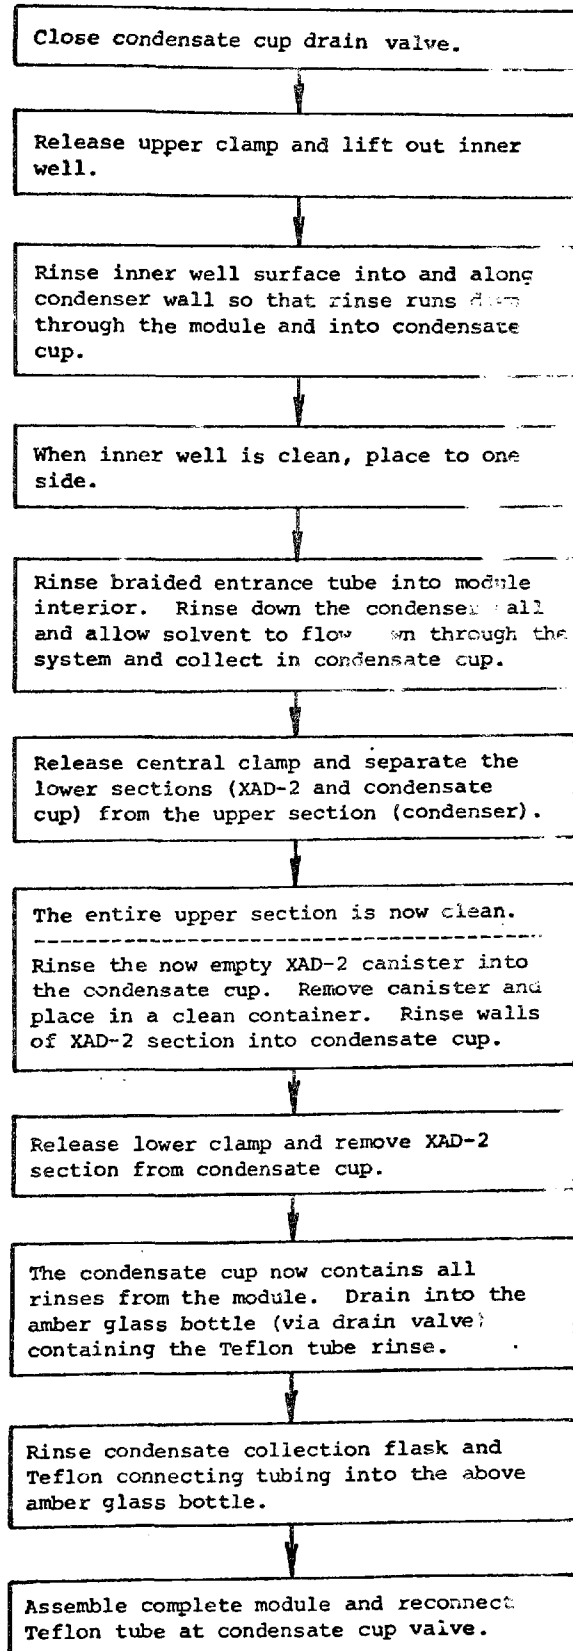 Close condensate cup drain valve.
Release upper clamp and lift out inner
well.
Rinse inner well surface into and along
condenser wall so that rinse runs down
through the module and into condensate
cup.
When inner well is clean, place to one
side.
Rinse braided entrance tube into module
interior. Rinse down the condenser all
and allow solvent to flow wn through the
system and collect in condensate cup.
Release central clamp and separate the
lower sections (XAD-2 and condensate
cup) from the upper section (condenser).
The entire upper section is now clean.
Rinse the now empty XAD-2 canister into
the condensate cup. Remove canister and
place in a clean container. Rinse walls
of XAD-2 section into condensate cup.
Release lower clamp and remove XAD-2
section from condensate cup.
The condensate cup now contains all
rinses from the module. Drain into the
amber glass bottle (via drain valve)
containing the Teflon tube rinse.
Rinse condensate collection flask and
Teflon connecting tubing into the above
amber glass bottle.
Assemble complete module and reconnect
Teflon tube at condensate cup valve.